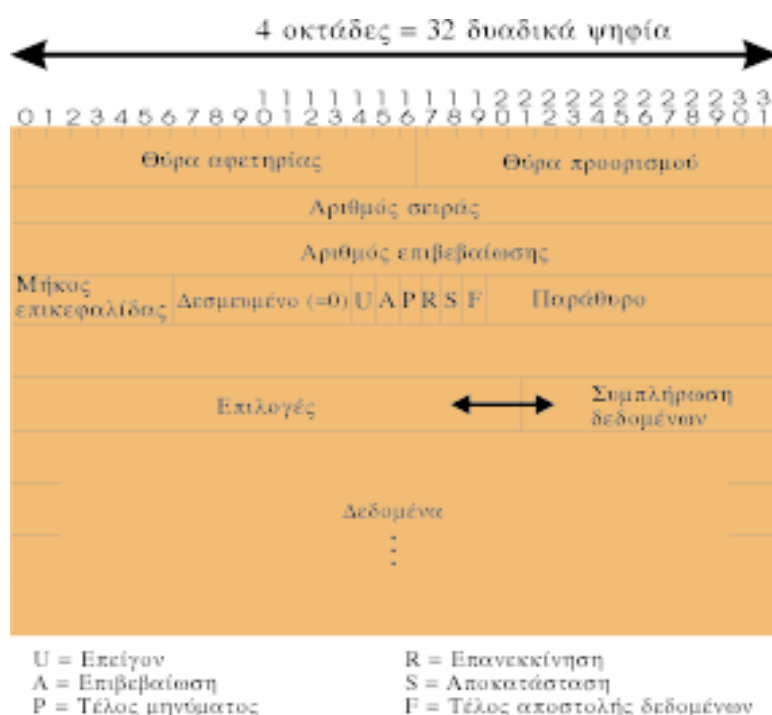 4 οκτάδες = 32 δυαδικά ψηφία
0 1 2 3 4 5 6 7 8 9 10 11 12 13 14 15 16 17 18 19 20 21 22 23 24 25 26 27 28 29 30 31
Θύρα αφετηρίας Θύρα προορισμού
Αριθμός σειράς
Αριθμός επιβεβαίωσης
Μήκος
επικεφαλίδας Δεσμευμένο (=0) U A P R S F Παράθυρο
Επιλογές Συμπλήρωση
δεδομένων
Δεδομένα
U = Επείγον R = Επανεκκίνηση
A = Επιβεβαίωση S = Αποκατάσταση
P = Τέλος μηνύματος F = Τέλος αποστολής δεδομένων